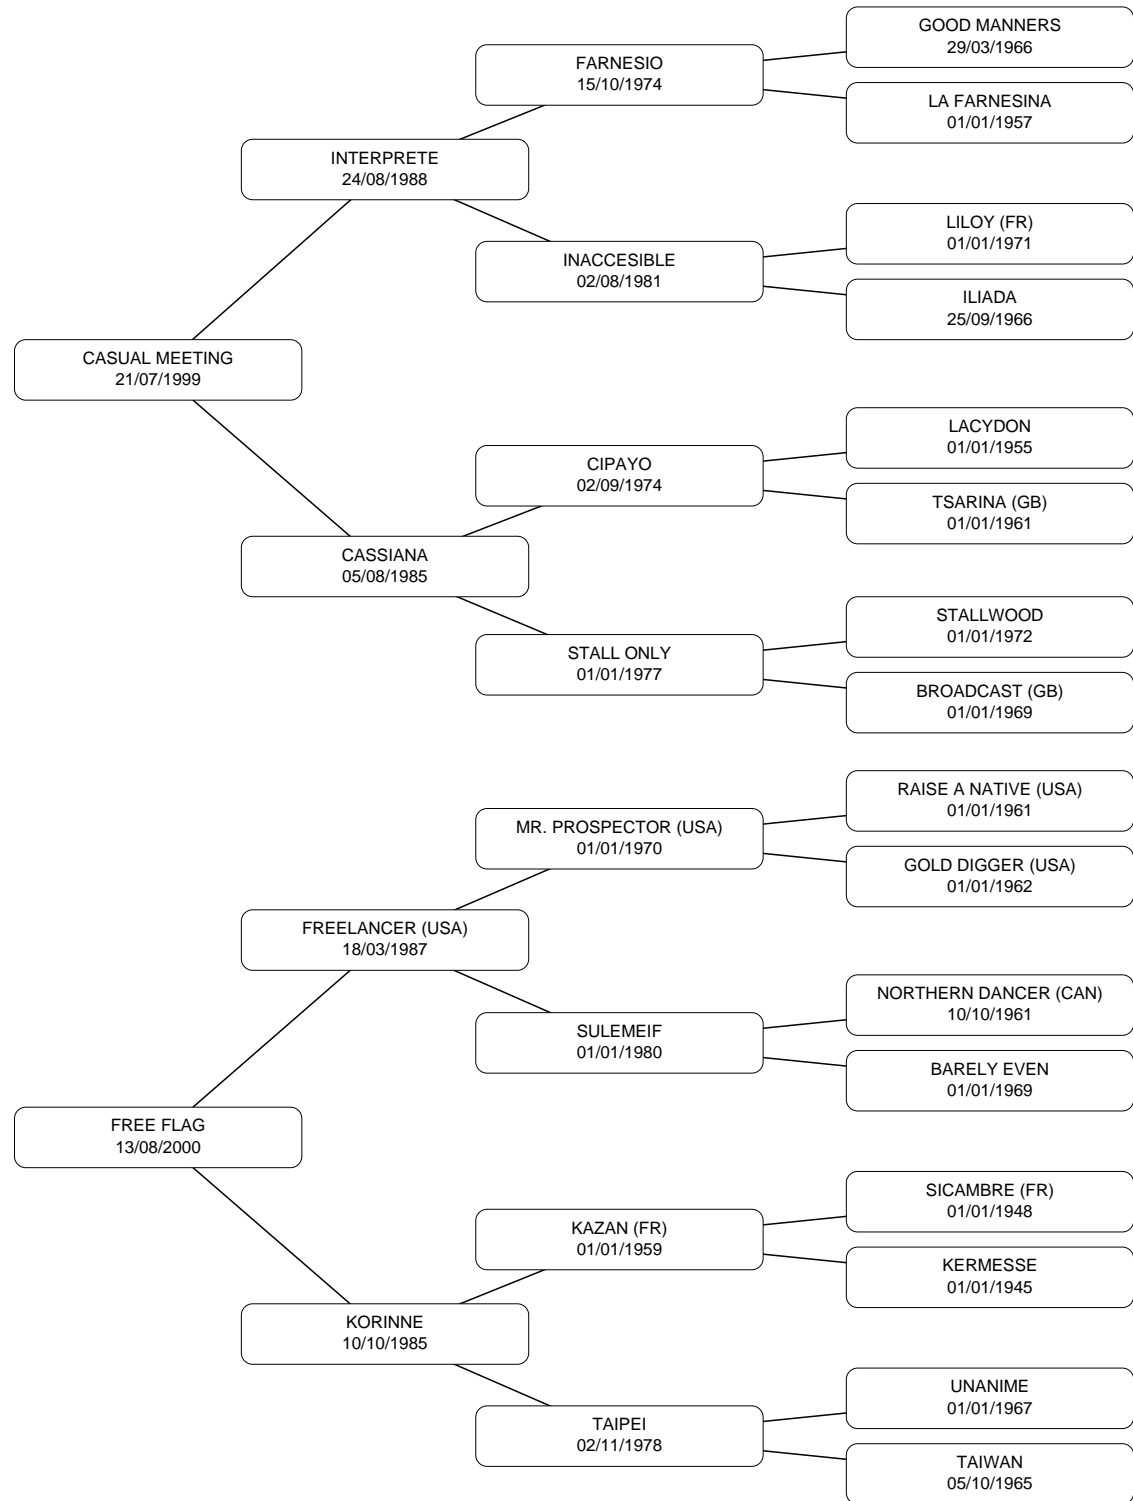 GOOD MANNERS
29/03/1966
FARNESIO
15/10/1974
LA FARNESINA
01/01/1957
INTERPRETE
24/08/1988
LILOY (FR)
01/01/1971
INACCESIBLE
02/08/1981
ILIADA
25/09/1966
CASUAL MEETING
21/07/1999
LACYDON
01/01/1955
CIPAYO
02/09/1974
TSARINA (GB)
01/01/1961
CASSIANA
05/08/1985
STALLWOOD
01/01/1972
STALL ONLY
01/01/1977
BROADCAST (GB)
01/01/1969
RAISE A NATIVE (USA)
01/01/1961
MR. PROSPECTOR (USA)
01/01/1970
GOLD DIGGER (USA)
01/01/1962
FREELANCER (USA)
18/03/1987
NORTHERN DANCER (CAN)
10/10/1961
SULEMEIF
01/01/1980
BARELY EVEN
01/01/1969
FREE FLAG
13/08/2000
SICAMBRE (FR)
01/01/1948
KAZAN (FR)
01/01/1959
KERMESSE
01/01/1945
KORINNE
10/10/1985
UNANIME
01/01/1967
TAIPEI
02/11/1978
TAIWAN
05/10/1965